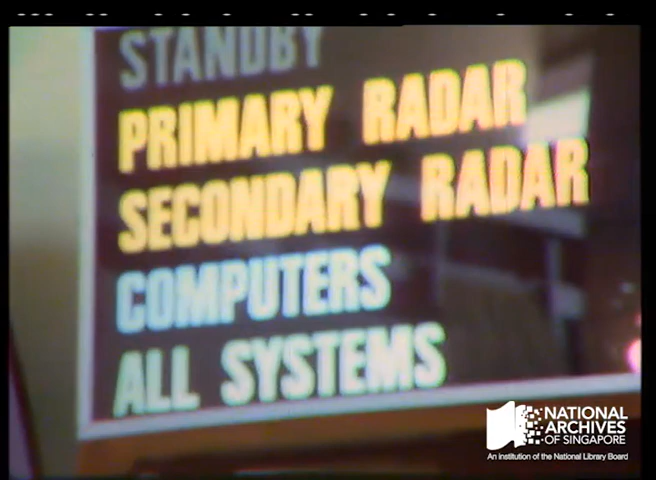 STANDBY
PRIMARY RADAR
SECONDARY RADAR
COMPUTERS
ALL SYSTEMS
NATIONAL
ARCHIVES
OF SINGAPORE
An institution of the National Library Board